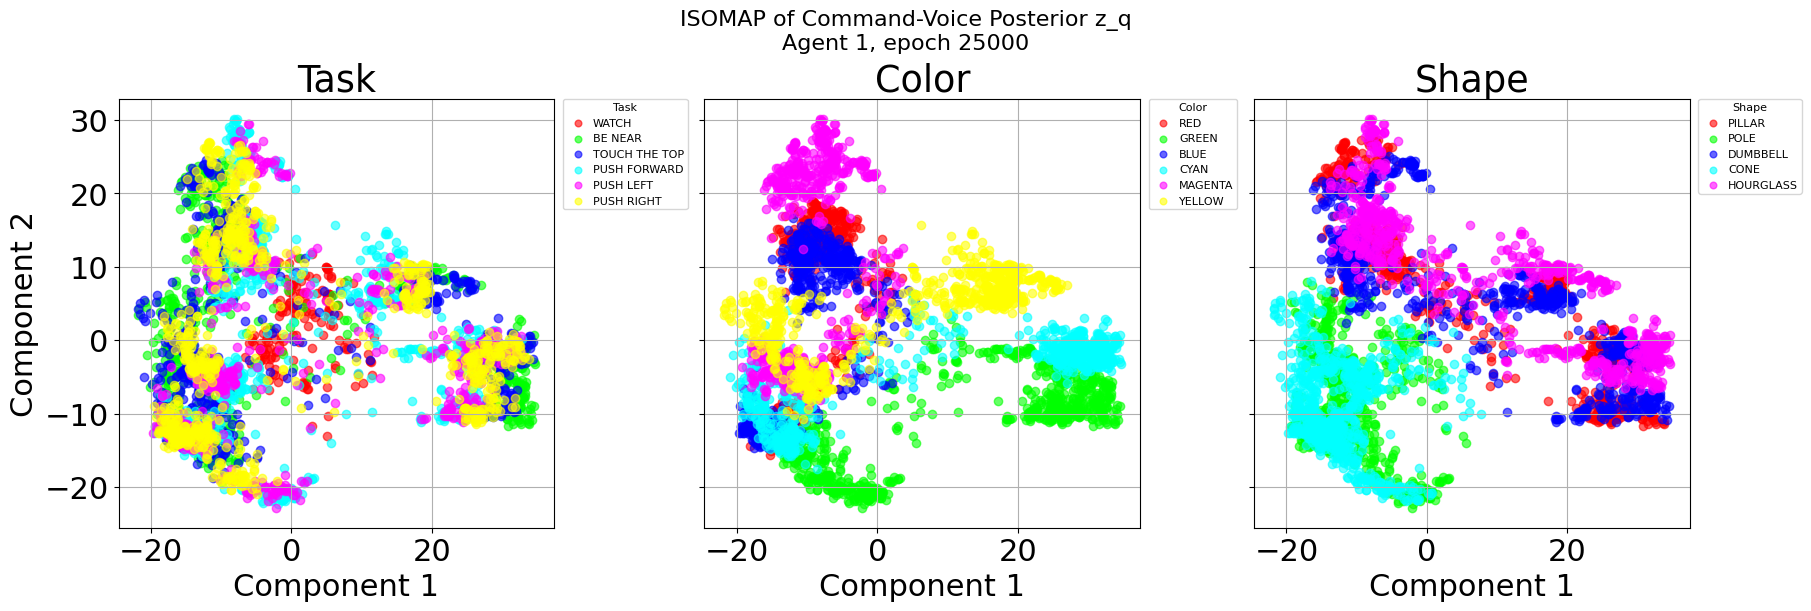 ISOMAP of Command-Voice Posterior z_q
Agent 1, epoch 25000
Task
Color
Shape
Task
WATCH
BE NEAR
TOUCH THE TOP
PUSH FORWARD
PUSH LEFT
PUSH RIGHT
Color
RED
GREEN
BLUE
CYAN
MAGENTA
YELLOW
Shape
PILLAR
POLE
DUMBBELL
CONE
HOURGLASS
Component 2
30
20
10
0
−10
−20
−20 0 20
−20 0 20
−20 0 20
Component 1
Component 1
Component 1